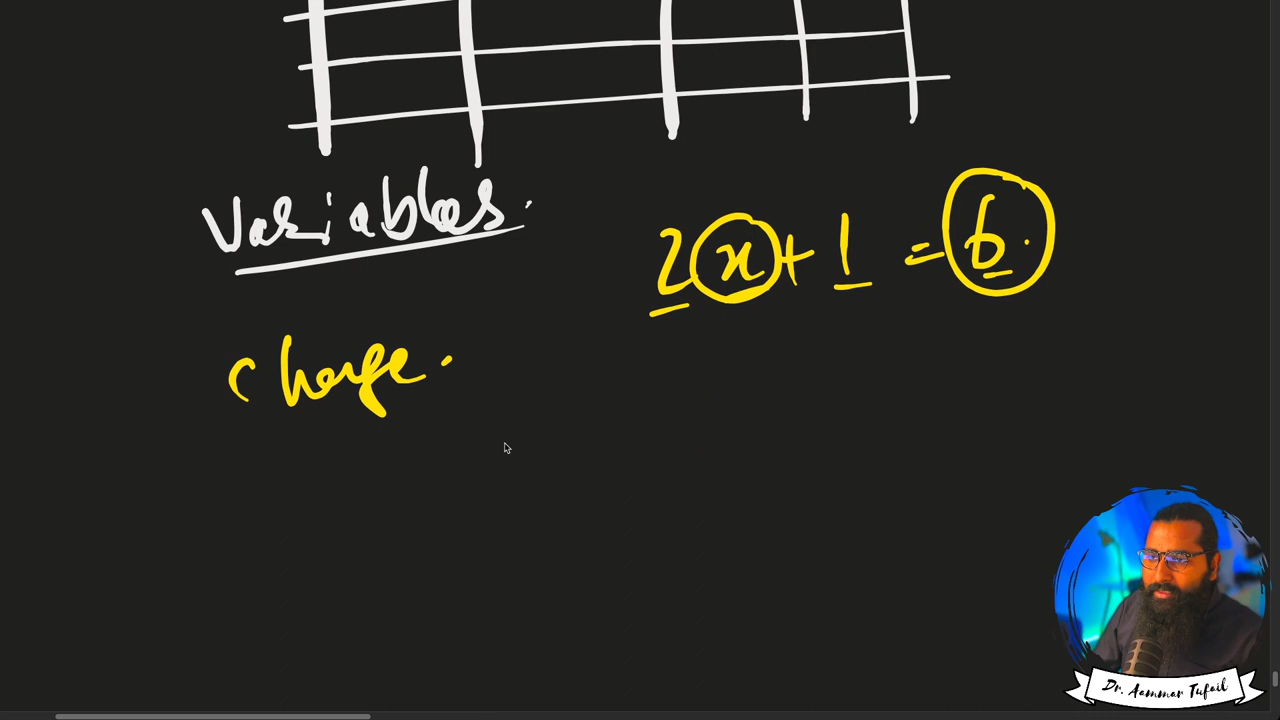 Variables.
2x + 1 = 6.
change.
Dr. Aammar Tufail